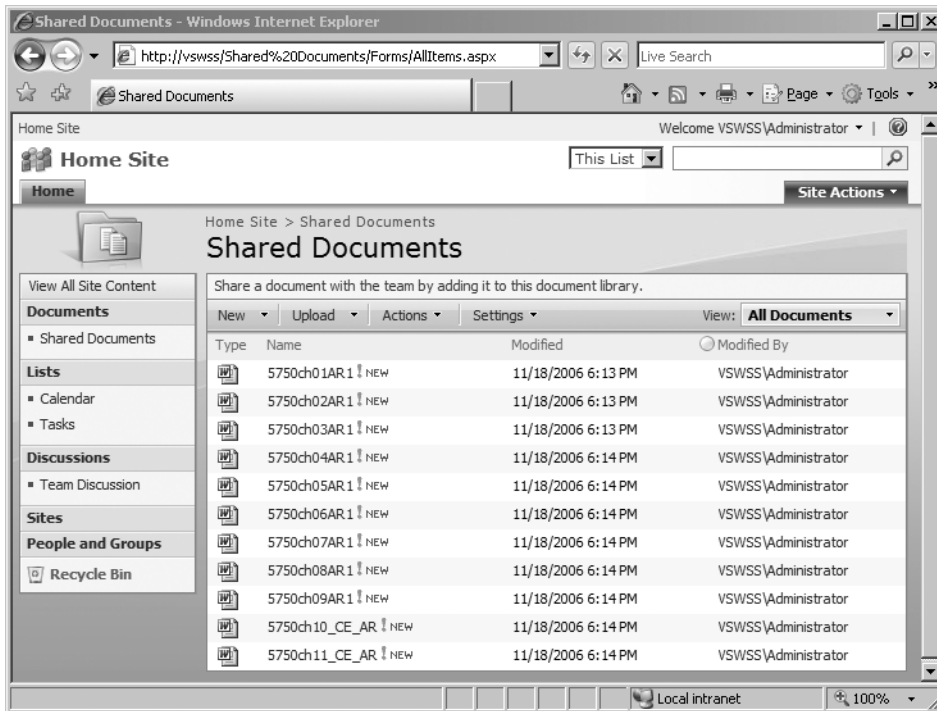 Shared Documents - Windows Internet Explorer
http://vswss/Shared%20Documents/Forms/AllItems.aspx
Live Search
Shared Documents
Page
Tools
Home Site
Welcome VSWSS\Administrator
Home Site
This List
Home
Site Actions
Home Site > Shared Documents
Shared Documents
View All Site Content
Documents
Shared Documents
Lists
Calendar
Tasks
Discussions
Team Discussion
Sites
People and Groups
Recycle Bin
Share a document with the team by adding it to this document library.
New Upload Actions Settings View: All Documents
Type Name Modified Modified By
5750ch01AR1 ! NEW 11/18/2006 6:13 PM VSWSS\Administrator
5750ch02AR1 ! NEW 11/18/2006 6:13 PM VSWSS\Administrator
5750ch03AR1 ! NEW 11/18/2006 6:13 PM VSWSS\Administrator
5750ch04AR1 ! NEW 11/18/2006 6:14 PM VSWSS\Administrator
5750ch05AR1 ! NEW 11/18/2006 6:14 PM VSWSS\Administrator
5750ch06AR1 ! NEW 11/18/2006 6:14 PM VSWSS\Administrator
5750ch07AR1 ! NEW 11/18/2006 6:14 PM VSWSS\Administrator
5750ch08AR1 ! NEW 11/18/2006 6:14 PM VSWSS\Administrator
5750ch09AR1 ! NEW 11/18/2006 6:14 PM VSWSS\Administrator
5750ch10_CE_AR ! NEW 11/18/2006 6:14 PM VSWSS\Administrator
5750ch11_CE_AR ! NEW 11/18/2006 6:14 PM VSWSS\Administrator
Local intranet 100%